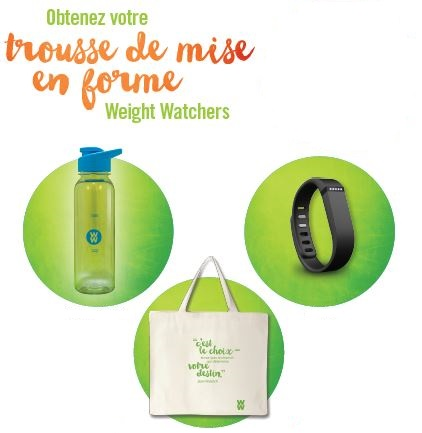 Obtenez votre
trousse de mise
en forme
Weight Watchers
W
W
"c'est
le choix
votre
destin."
W
W